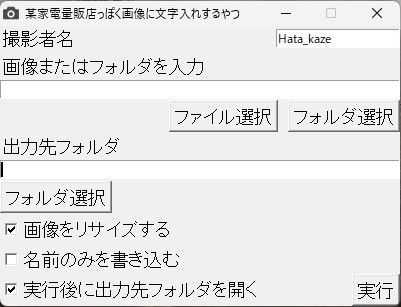 某家電量販店っぽく画像に文字入れするやつ
撮影者名 Hata_kaze
画像またはフォルダを入力
ファイル選択 フォルダ選択
出力先フォルダ
フォルダ選択
画像をリサイズする
名前のみを書き込む
実行後に出力先フォルダを開く 実行